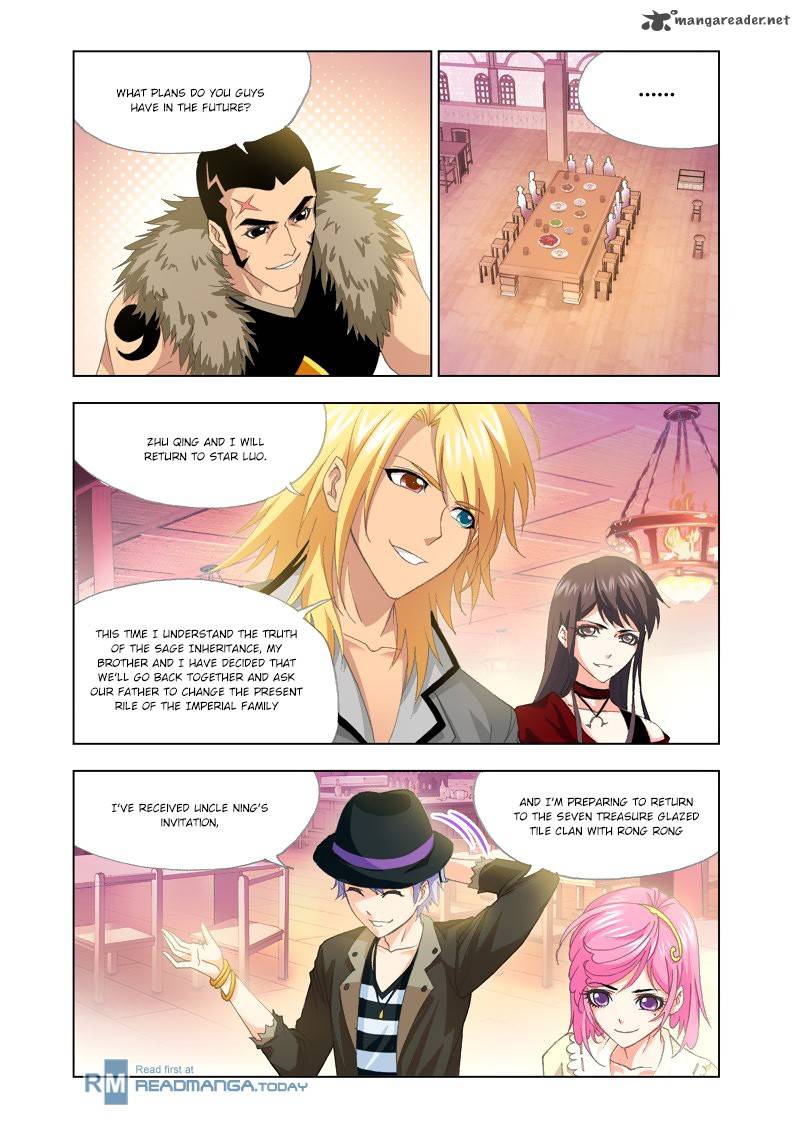 mangareader.net
WHAT PLANS DO YOU GUYS
HAVE IN THE FUTURE?
......
ZHU QING AND I WILL
RETURN TO STAR LUO.
THIS TIME I UNDERSTAND THE TRUTH
OF THE SAGE INHERITANCE, MY
BROTHER AND I HAVE DECIDED THAT
WE'LL GO BACK TOGETHER AND ASK
OUR FATHER TO CHANGE THE PRESENT
RILE OF THE IMPERIAL FAMILY
I'VE RECEIVED UNCLE NING'S
INVITATION,
AND I'M PREPARING TO RETURN
TO THE SEVEN TREASURE GLAZED
TILE CLAN WITH RONG RONG
RM
Read first at
READMANGA.TODAY